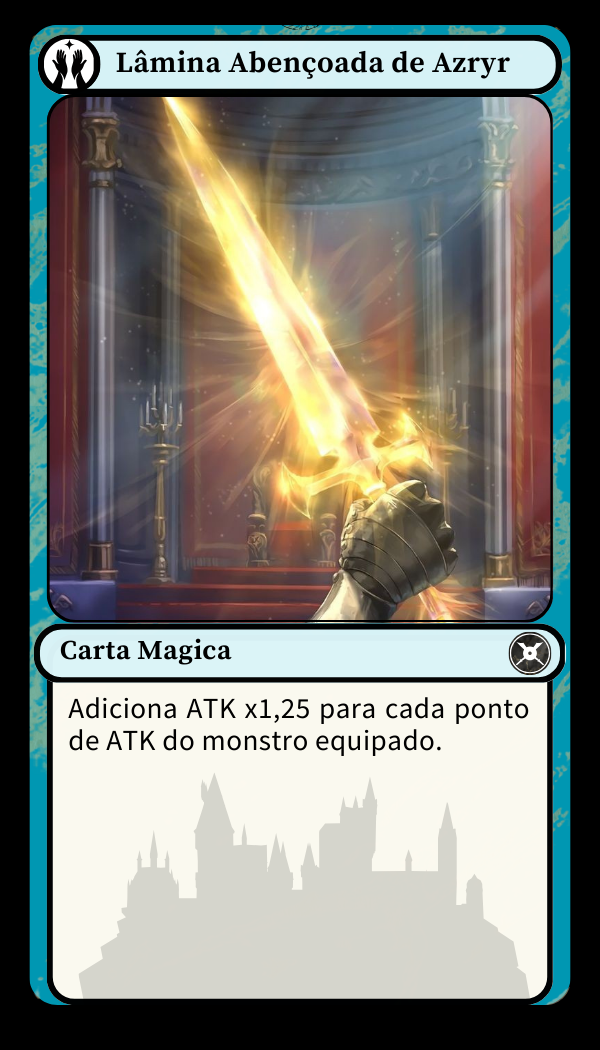 Lâmina Abençoada de Azryr
Carta Magica
Adiciona ATK x1,25 para cada ponto
de ATK do monstro equipado.